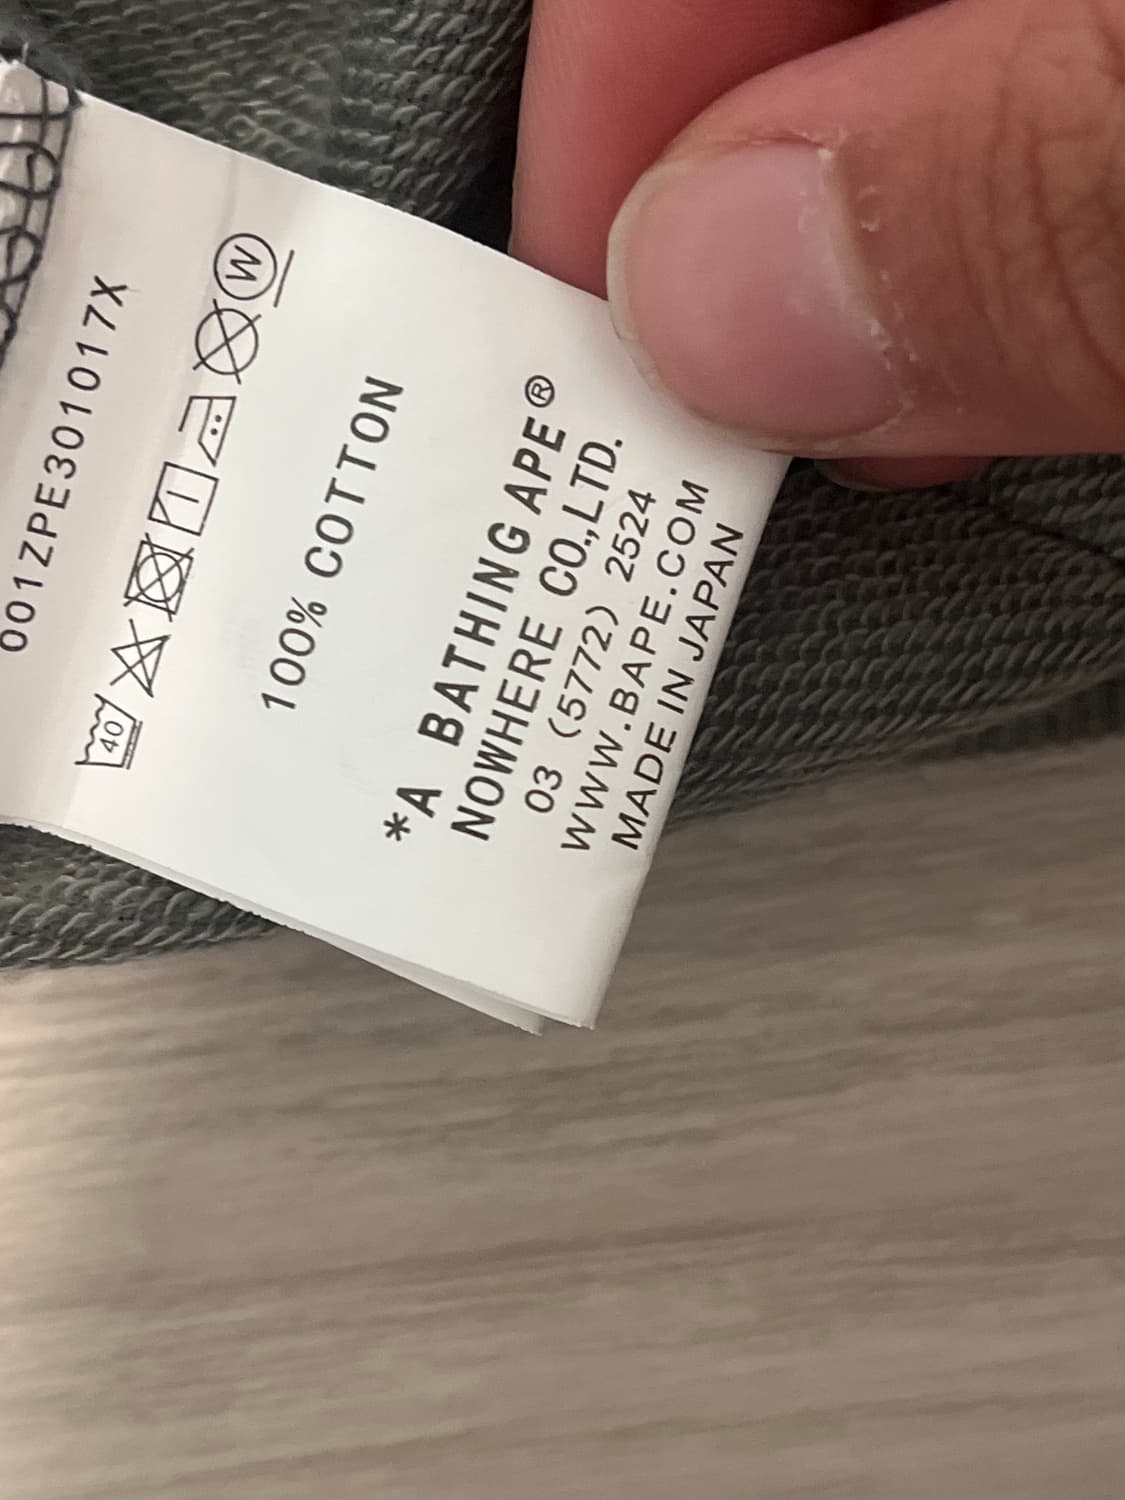 001ZPE301017X
40 W
100% COTTON
*A BATHING APE®
NOWHERE CO.,LTD.
03 (5772) 2524
WWW.BAPE.COM
MADE IN JAPAN